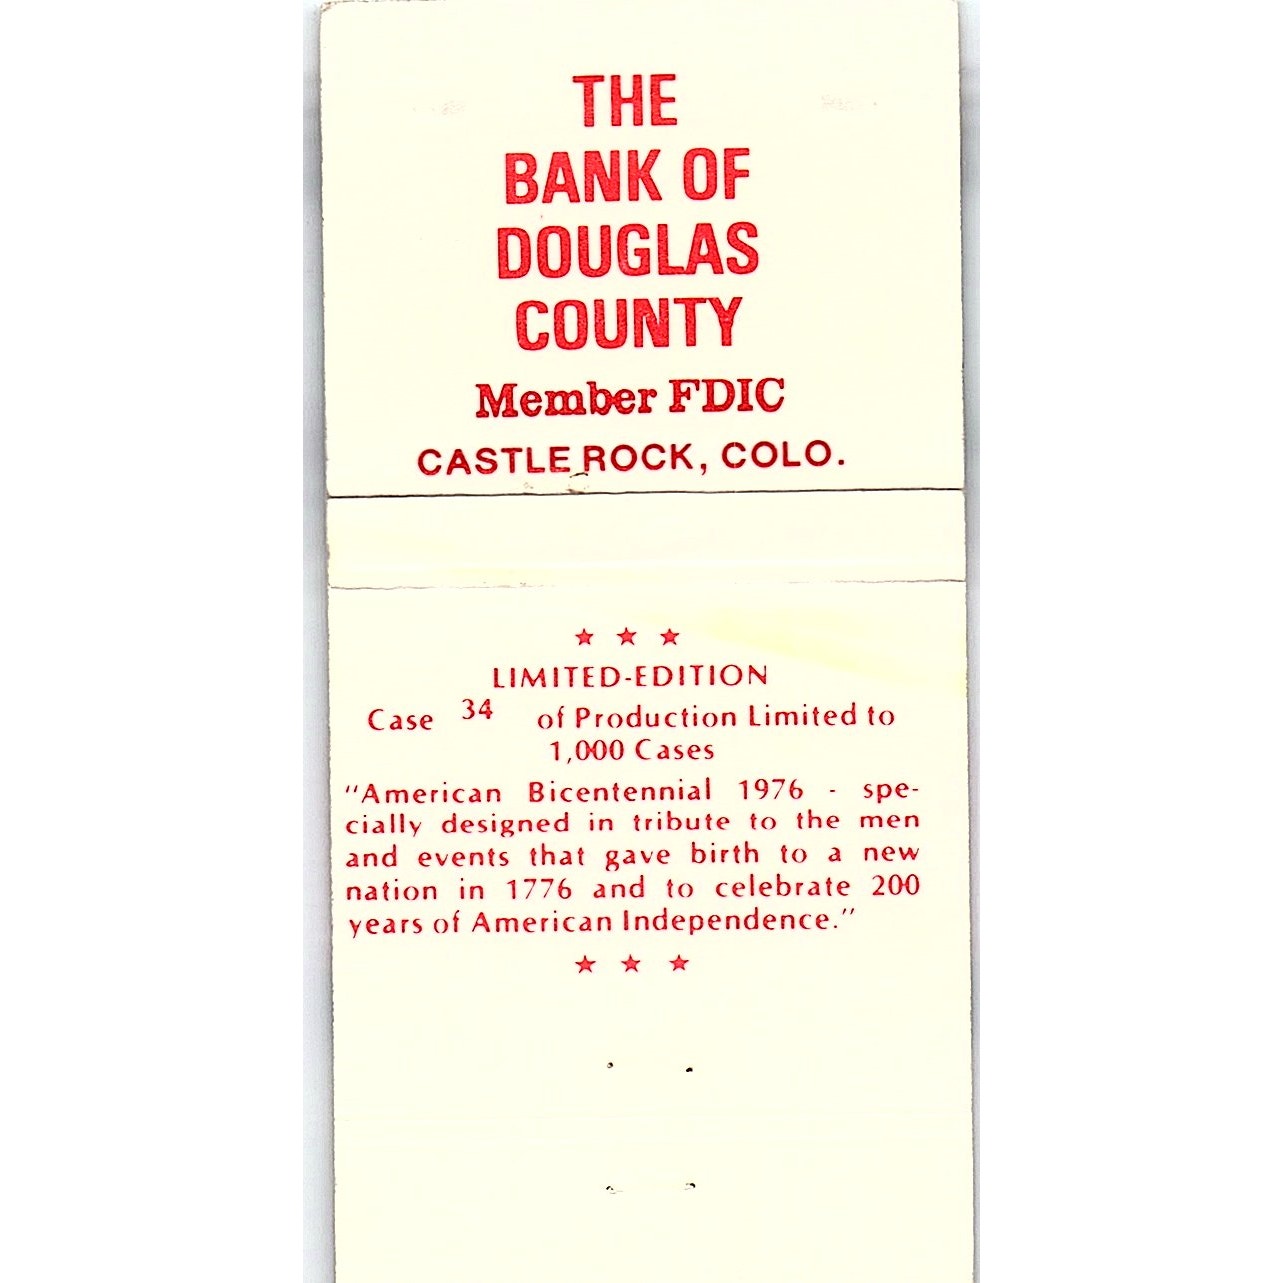 THE
BANK OF
DOUGLAS
COUNTY
Member FDIC
CASTLE ROCK, COLO.
★ ★ ★
LIMITED-EDITION
Case 34 of Production Limited to
1,000 Cases
"American Bicentennial 1976 - spe-
cially designed in tribute to the men
and events that gave birth to a new
nation in 1776 and to celebrate 200
years of American Independence."
★ ★ ★